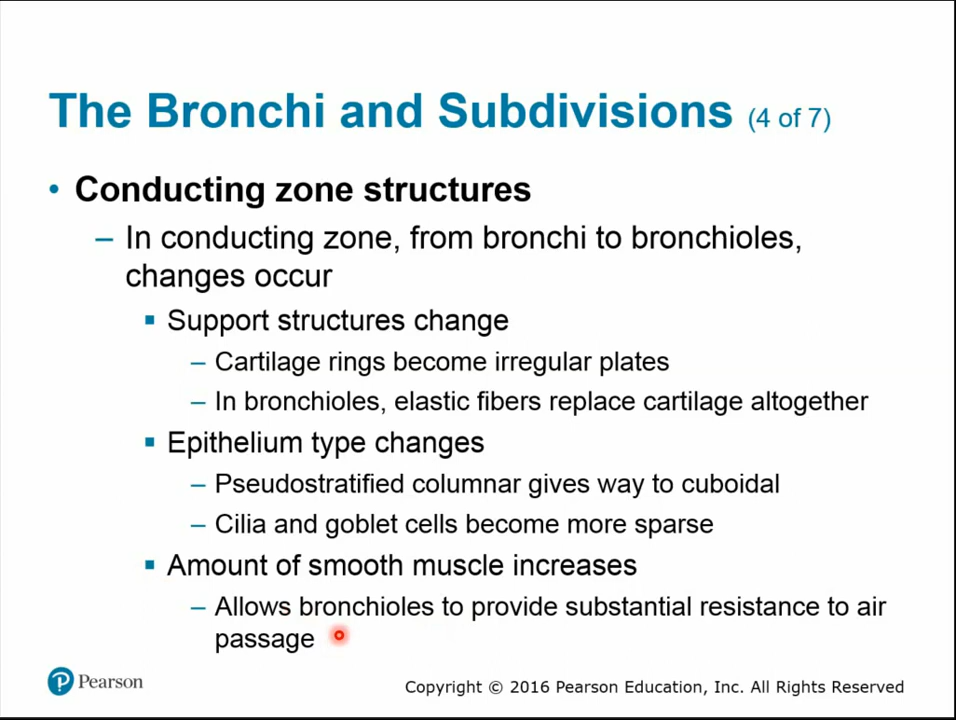 The Bronchi and Subdivisions (4 of 7)
• Conducting zone structures
– In conducting zone, from bronchi to bronchioles,
changes occur
▪ Support structures change
– Cartilage rings become irregular plates
– In bronchioles, elastic fibers replace cartilage altogether
▪ Epithelium type changes
– Pseudostratified columnar gives way to cuboidal
– Cilia and goblet cells become more sparse
▪ Amount of smooth muscle increases
– Allows bronchioles to provide substantial resistance to air
passage
P Pearson
Copyright © 2016 Pearson Education, Inc. All Rights Reserved